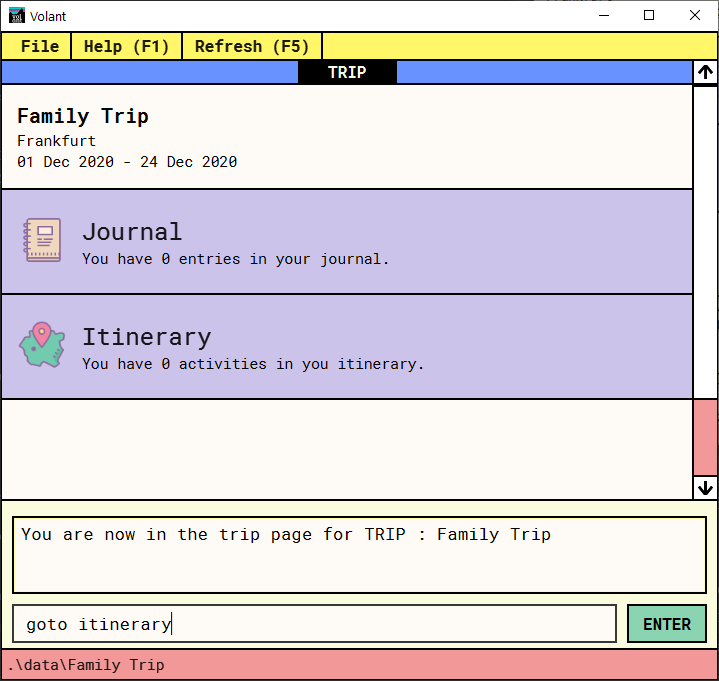 Volant
File Help (F1) Refresh (F5)
TRIP
Family Trip
Frankfurt
01 Dec 2020 - 24 Dec 2020
Journal
You have 0 entries in your journal.
Itinerary
You have 0 activities in you itinerary.
You are now in the trip page for TRIP : Family Trip
goto itinerary
ENTER
.\data\Family Trip